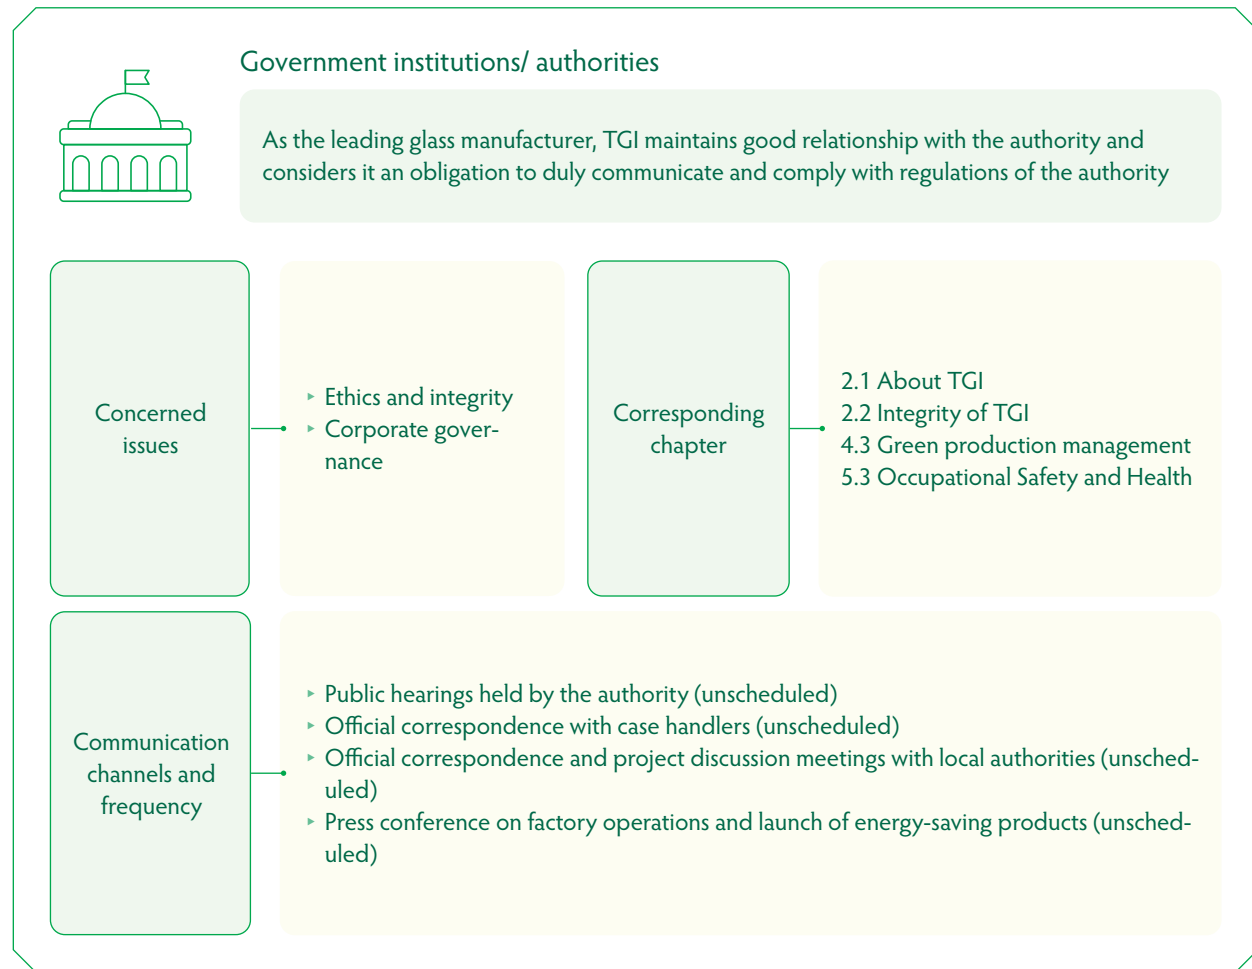 Government institutions/ authorities
As the leading glass manufacturer, TGI maintains good relationship with the authority and
considers it an obligation to duly communicate and comply with regulations of the authority
Concerned
issues
▸ Ethics and integrity
▸ Corporate gover-
nance
Corresponding
chapter
2.1 About TGI
2.2 Integrity of TGI
4.3 Green production management
5.3 Occupational Safety and Health
Communication
channels and
frequency
▸ Public hearings held by the authority (unscheduled)
▸ Official correspondence with case handlers (unscheduled)
▸ Official correspondence and project discussion meetings with local authorities (unsched-
uled)
▸ Press conference on factory operations and launch of energy-saving products (unsched-
uled)